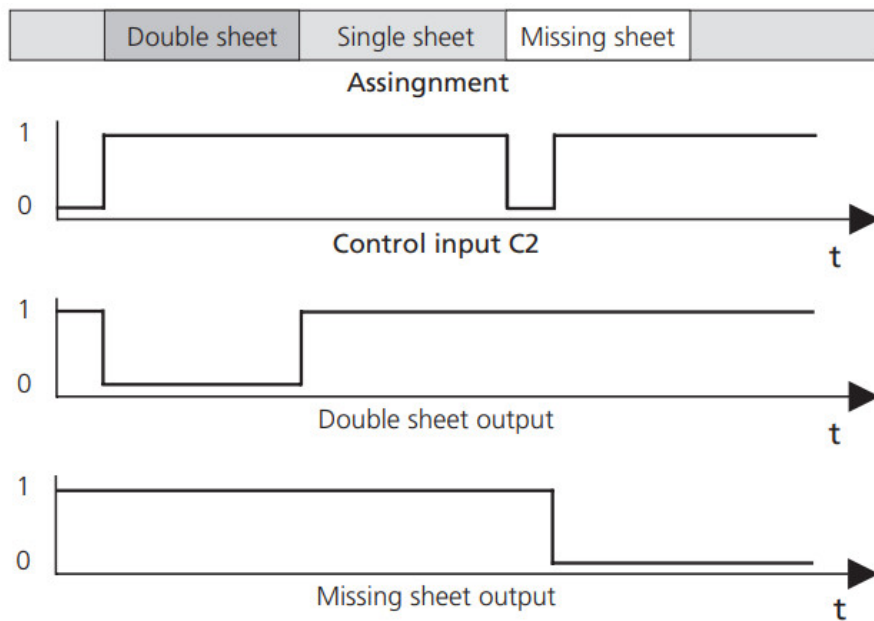 Double sheet Single sheet Missing sheet
Assingnment
1
0
Control input C2
t
1
0
Double sheet output
t
1
0
Missing sheet output
t